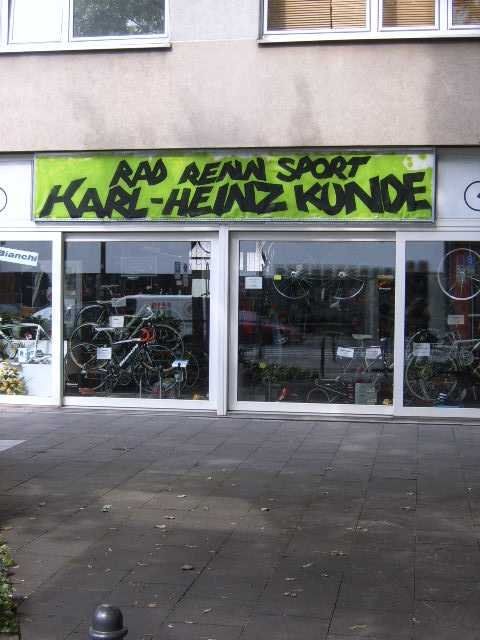 RAD RENN SPORT
KARL-HEINZ KUNDE
Bianchi